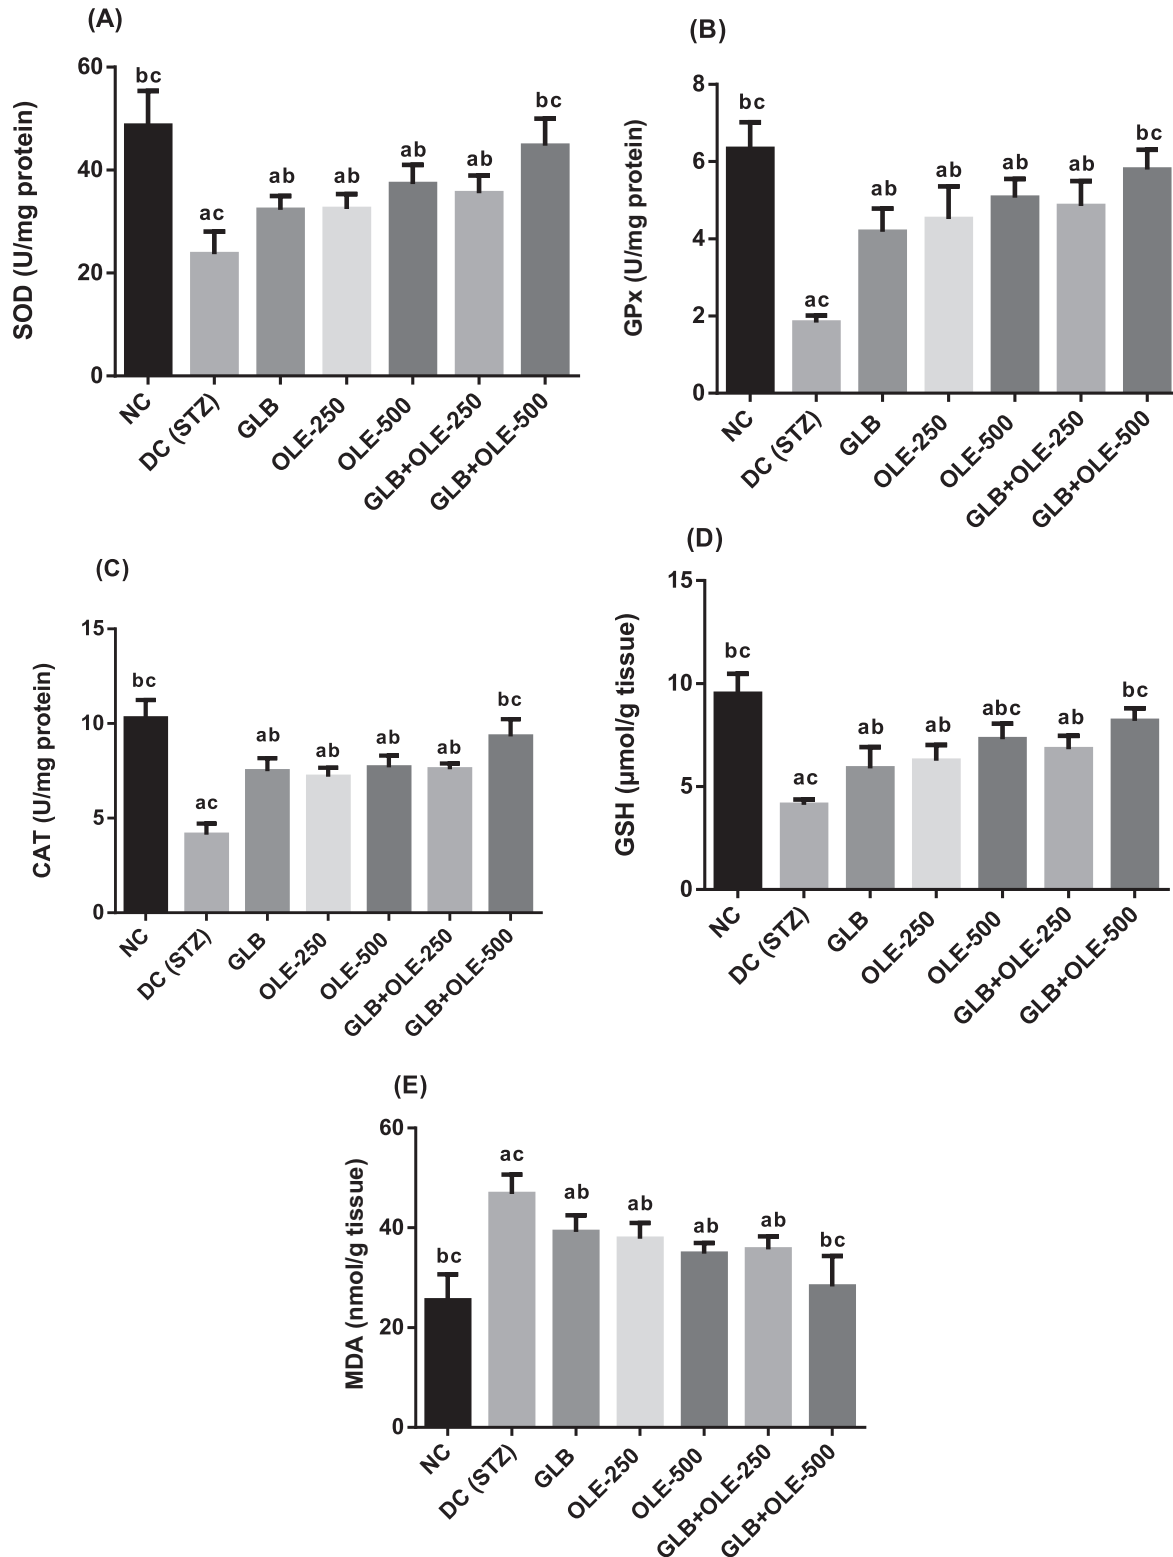 (A)
SOD (U/mg protein)
60
40
20
0
bc
ac
ab
ab
ab
ab
bc
NC
DC (STZ)
GLB
OLE-250
OLE-500
GLB+OLE-250
GLB+OLE-500
(B)
GPx (U/mg protein)
8
6
4
2
0
bc
ac
ab
ab
ab
ab
bc
NC
DC (STZ)
GLB
OLE-250
OLE-500
GLB+OLE-250
GLB+OLE-500
(C)
CAT (U/mg protein)
15
10
5
0
bc
ac
ab
ab
ab
ab
bc
NC
DC (STZ)
GLB
OLE-250
OLE-500
GLB+OLE-250
GLB+OLE-500
(D)
GSH (µmol/g tissue)
15
10
5
0
bc
ac
ab
ab
abc
ab
bc
NC
DC (STZ)
GLB
OLE-250
OLE-500
GLB+OLE-250
GLB+OLE-500
(E)
MDA (nmol/g tissue)
60
40
20
0
bc
ac
ab
ab
ab
ab
bc
NC
DC (STZ)
GLB
OLE-250
OLE-500
GLB+OLE-250
GLB+OLE-500